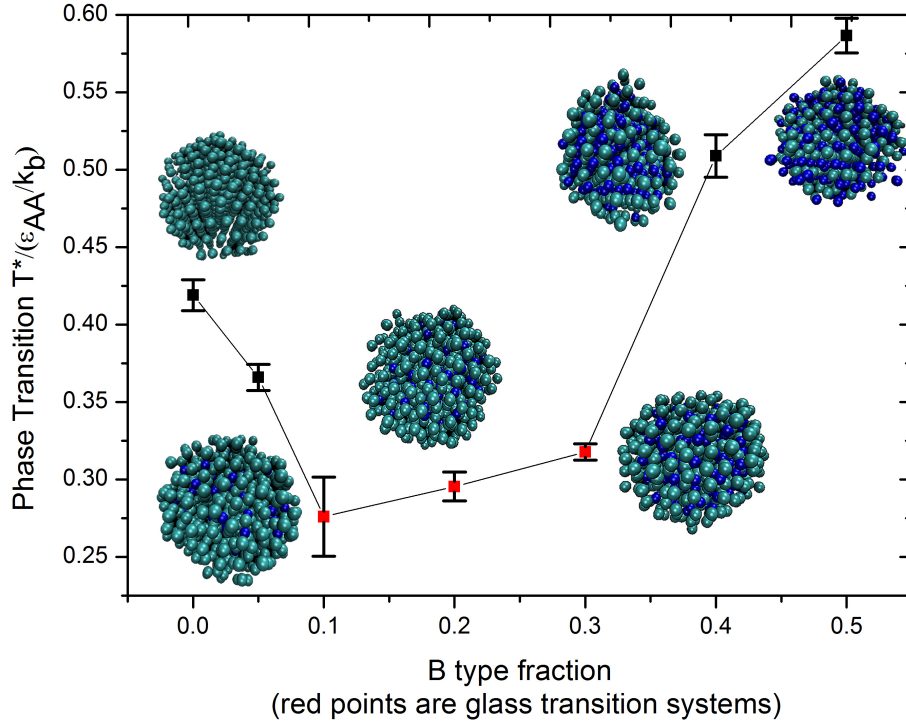 Phase Transition T*/(εAA/kb)
0.60
0.55
0.50
0.45
0.40
0.35
0.30
0.25
0.0 0.1 0.2 0.3 0.4 0.5
B type fraction
(red points are glass transition systems)